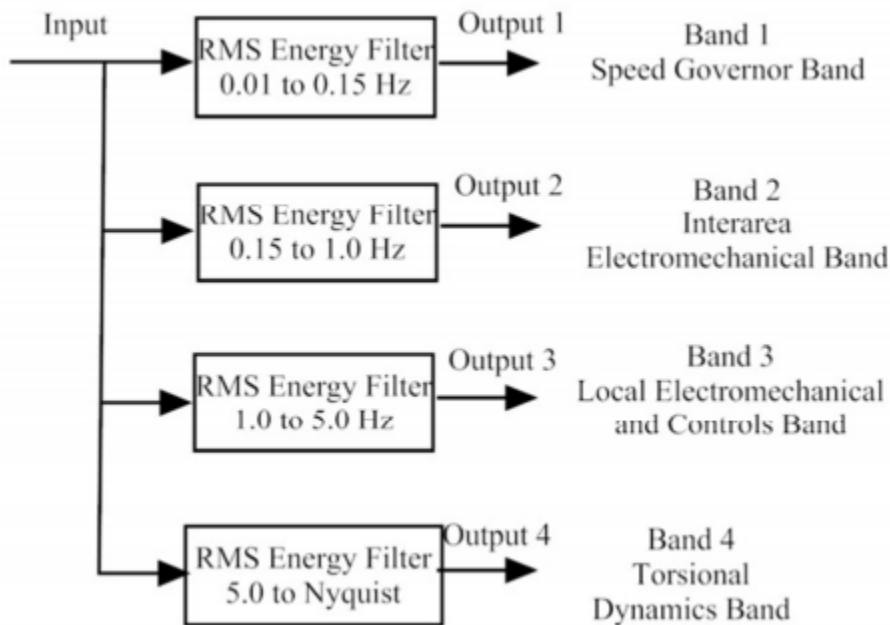 Input
RMS Energy Filter
0.01 to 0.15 Hz
Output 1
Band 1
Speed Governor Band
RMS Energy Filter
0.15 to 1.0 Hz
Output 2
Band 2
Interarea
Electromechanical Band
RMS Energy Filter
1.0 to 5.0 Hz
Output 3
Band 3
Local Electromechanical
and Controls Band
RMS Energy Filter
5.0 to Nyquist
Output 4
Band 4
Torsional
Dynamics Band